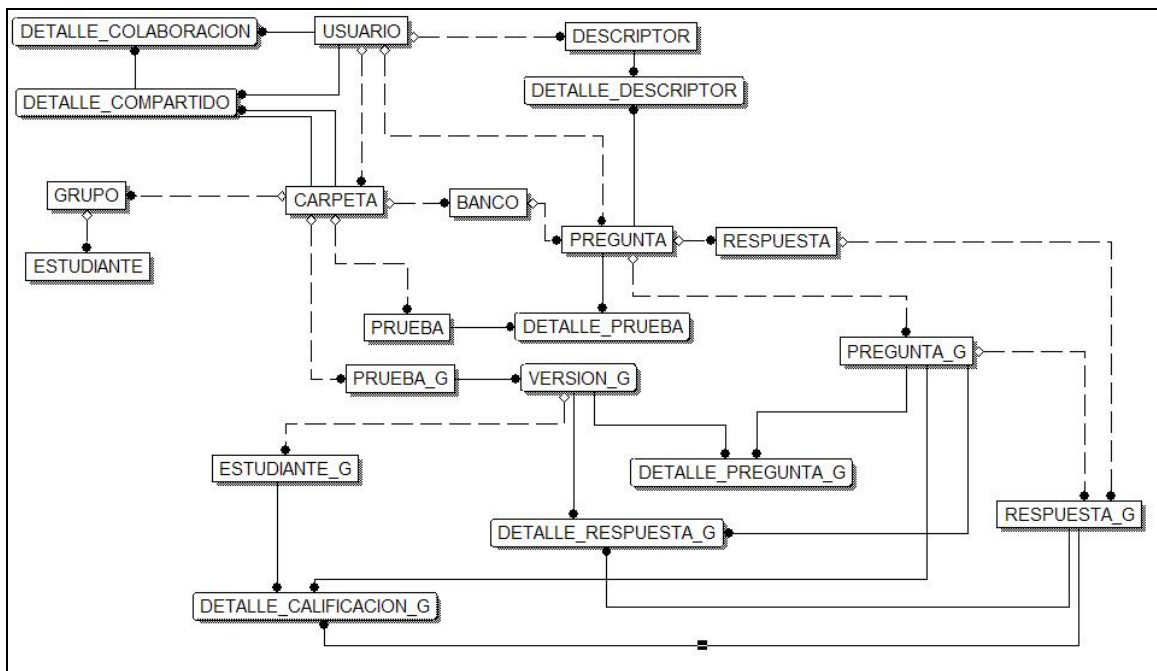 DETALLE_COLABORACION
USUARIO
DESCRIPTOR
DETALLE_COMPARTIDO
DETALLE_DESCRIPTOR
GRUPO
CARPETA
BANCO
PREGUNTA
RESPUESTA
ESTUDIANTE
PRUEBA
DETALLE_PRUEBA
PREGUNTA_G
PRUEBA_G
VERSION_G
ESTUDIANTE_G
DETALLE_PREGUNTA_G
RESPUESTA_G
DETALLE_RESPUESTA_G
DETALLE_CALIFICACION_G